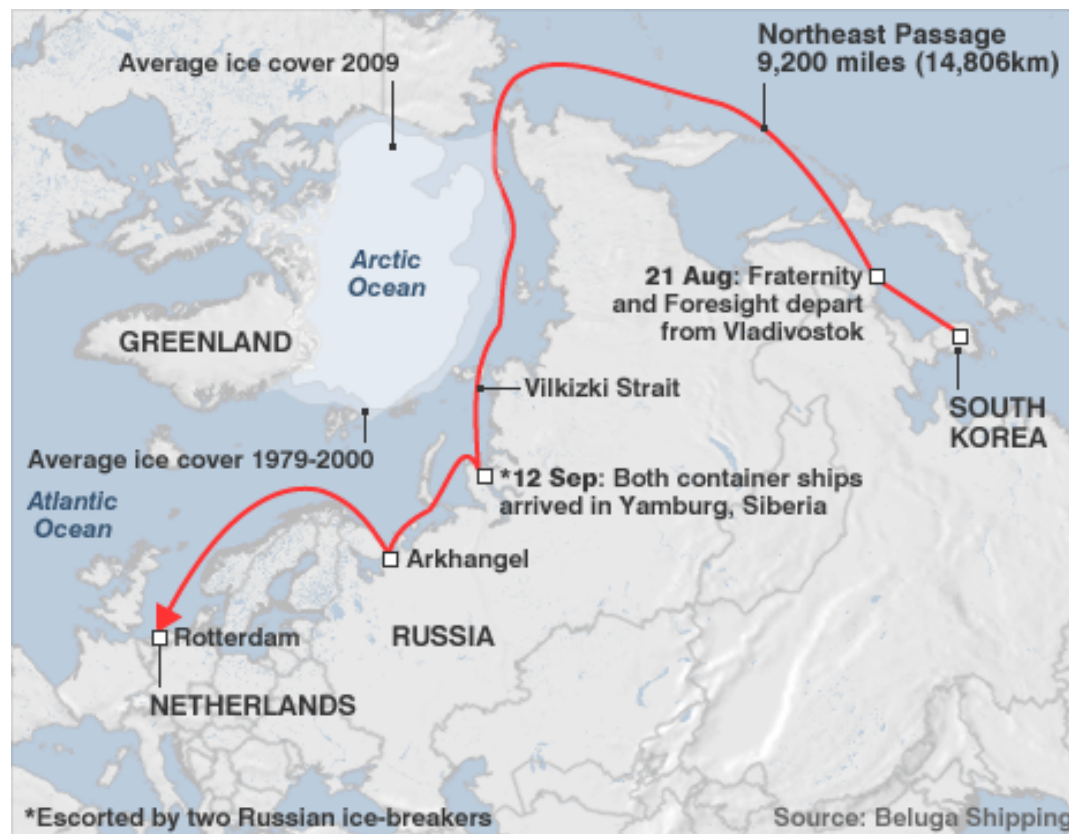 Northeast Passage
9,200 miles (14,806km)
Average ice cover 2009
Arctic
Ocean
21 Aug: Fraternity
and Foresight depart
from Vladivostok
GREENLAND
Vilkizki Strait
SOUTH
KOREA
Average ice cover 1979-2000
*12 Sep: Both container ships
arrived in Yamburg, Siberia
Atlantic
Ocean
Arkhangel
Rotterdam
RUSSIA
NETHERLANDS
*Escorted by two Russian ice-breakers
Source: Beluga Shipping